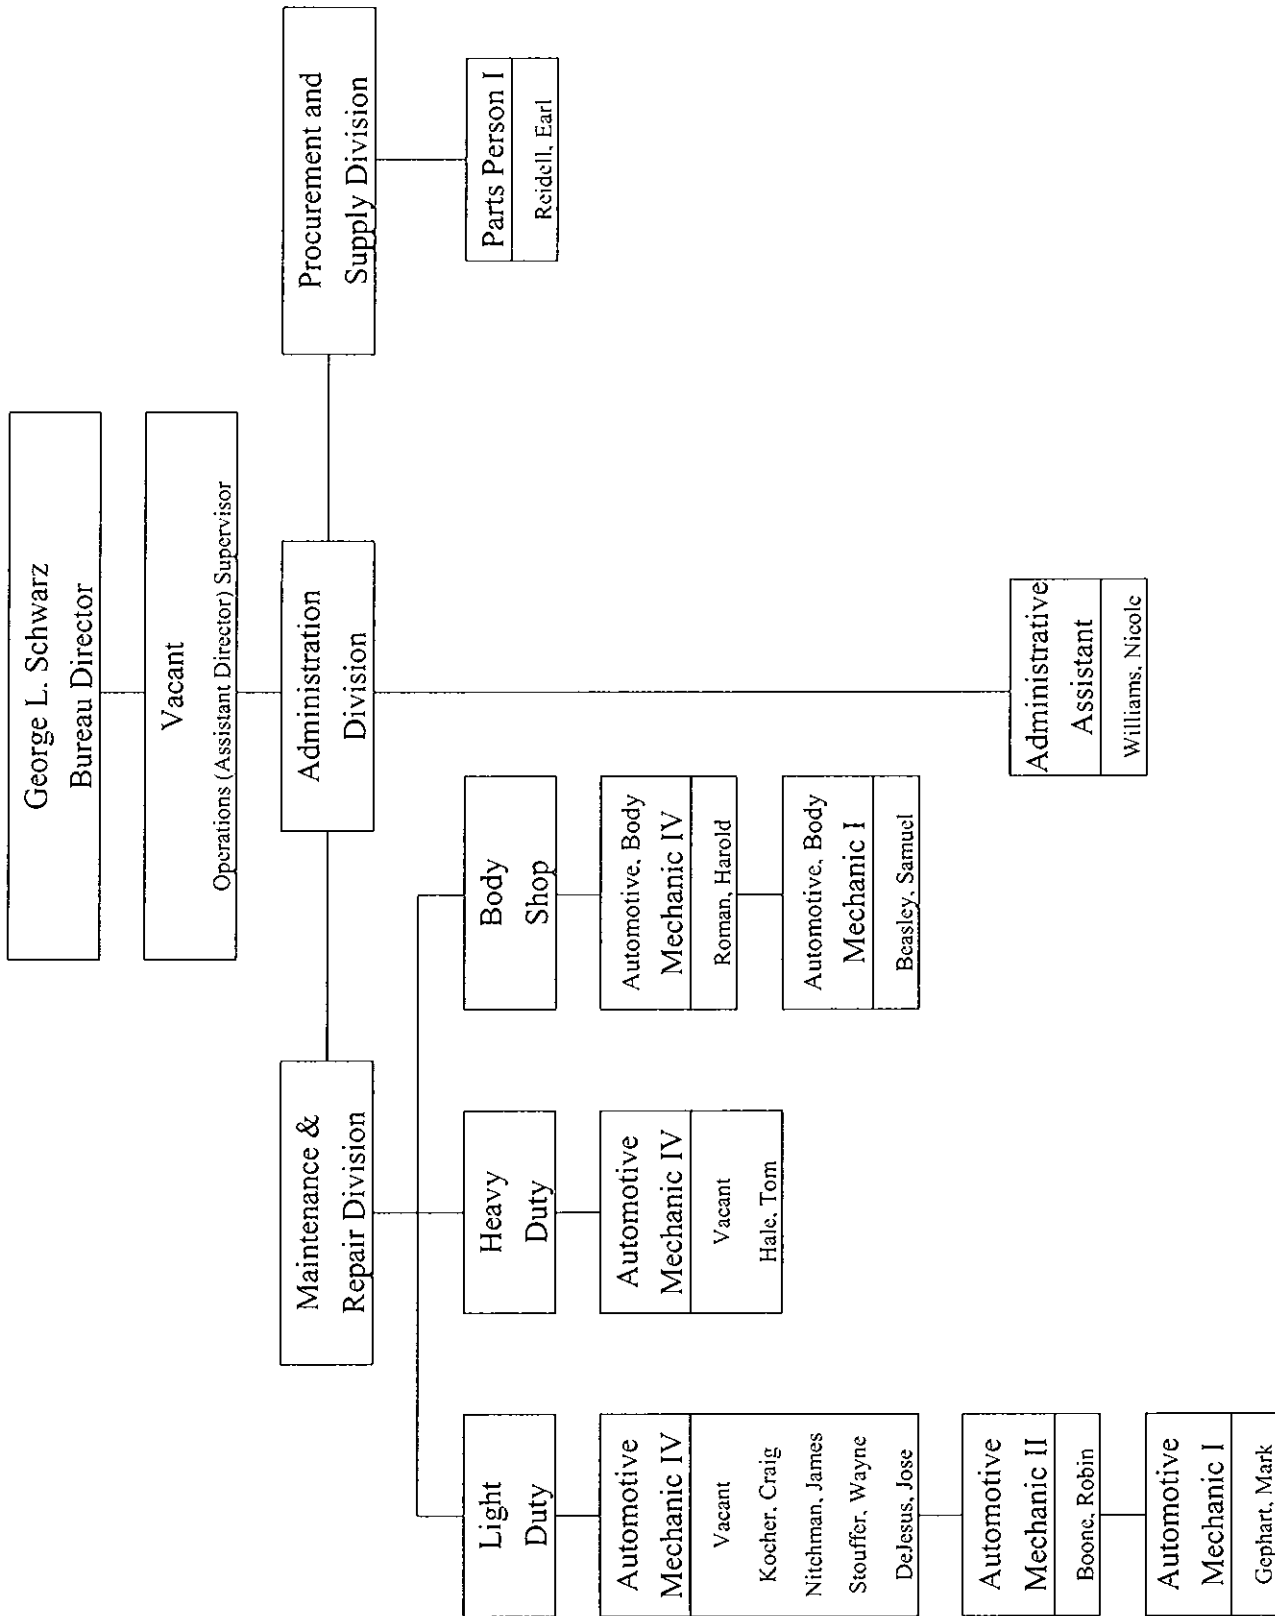 George L. Schwarz
Bureau Director
Vacant
Operations (Assistant Director) Supervisor
Maintenance &
Repair Division
Administration
Division
Procurement and
Supply Division
Light
Duty
Heavy
Duty
Body
Shop
Parts Person I
Reidell, Earl
Automotive
Mechanic IV
Vacant
Kocher, Craig
Nitchman, James
Stouffer, Wayne
DeJesus, Jose
Automotive
Mechanic IV
Vacant
Hale, Tom
Automotive, Body
Mechanic IV
Roman, Harold
Automotive, Body
Mechanic I
Beasley, Samuel
Automotive
Mechanic II
Boone, Robin
Administrative
Assistant
Williams, Nicole
Automotive
Mechanic I
Gephart, Mark